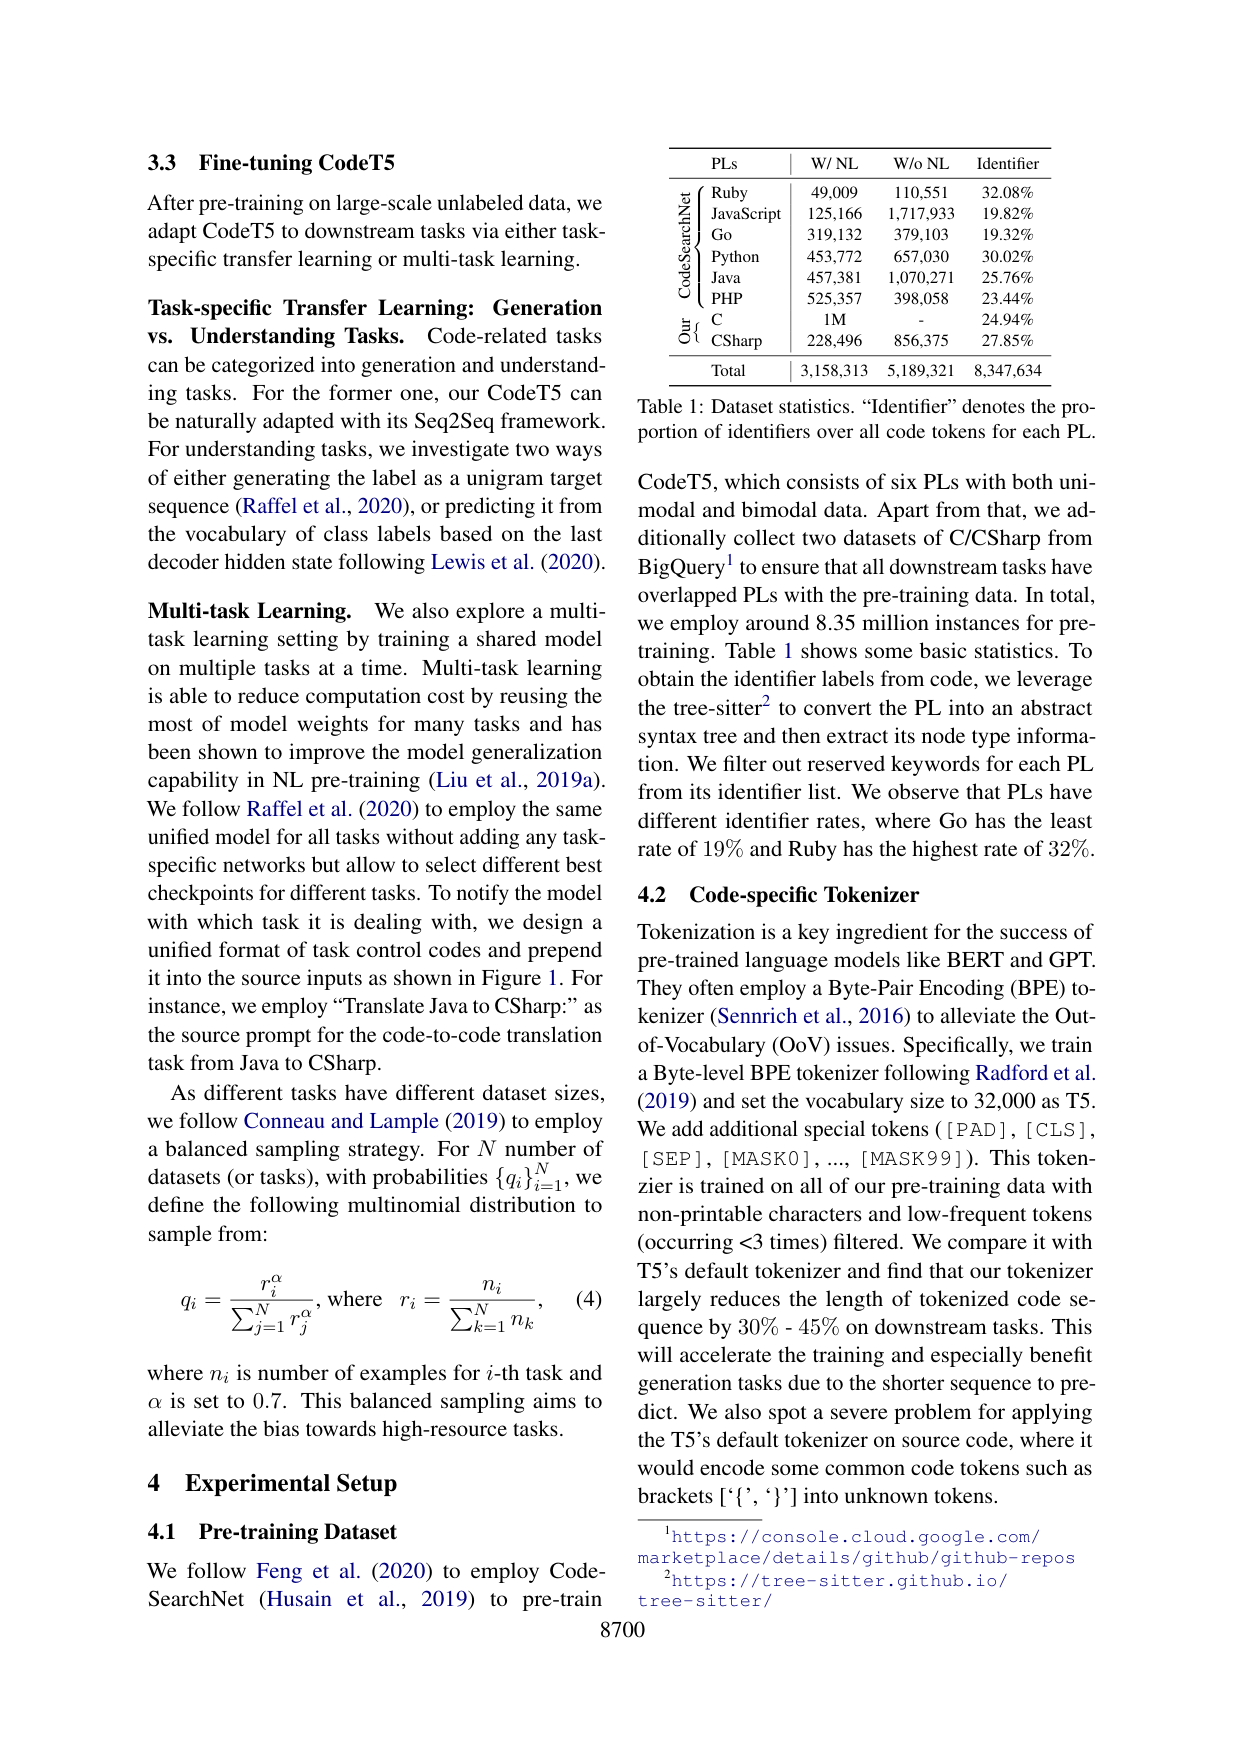 3.3 Fine-tuning CodeT5
After pre-training on large-scale unlabeled data, we
adapt CodeT5 to downstream tasks via either task-
specific transfer learning or multi-task learning.
Task-specific Transfer Learning: Generation
vs. Understanding Tasks. Code-related tasks
can be categorized into generation and understand-
ing tasks. For the former one, our CodeT5 can
be naturally adapted with its Seq2Seq framework.
For understanding tasks, we investigate two ways
of either generating the label as a unigram target
sequence (Raffel et al., 2020), or predicting it from
the vocabulary of class labels based on the last
decoder hidden state following Lewis et al. (2020).
Multi-task Learning. We also explore a multi-
task learning setting by training a shared model
on multiple tasks at a time. Multi-task learning
is able to reduce computation cost by reusing the
most of model weights for many tasks and has
been shown to improve the model generalization
capability in NL pre-training (Liu et al., 2019a).
We follow Raffel et al. (2020) to employ the same
unified model for all tasks without adding any task-
specific networks but allow to select different best
checkpoints for different tasks. To notify the model
with which task it is dealing with, we design a
unified format of task control codes and prepend
it into the source inputs as shown in Figure 1. For
instance, we employ “Translate Java to CSharp:” as
the source prompt for the code-to-code translation
task from Java to CSharp.
As different tasks have different dataset sizes,
we follow Conneau and Lample (2019) to employ
a balanced sampling strategy. For N number of
datasets (or tasks), with probabilities {q_i}_{i=1}^N, we
define the following multinomial distribution to
sample from:
q_i = r_i^α / ∑_{j=1}^N r_j^α, where r_i = n_i / ∑_{k=1}^N n_k, (4)
where n_i is number of examples for i-th task and
α is set to 0.7. This balanced sampling aims to
alleviate the bias towards high-resource tasks.
4 Experimental Setup
4.1 Pre-training Dataset
We follow Feng et al. (2020) to employ Code-
SearchNet (Husain et al., 2019) to pre-train
PLs W/ NL W/o NL Identifier
CodeSearchNet
Ruby 49,009 110,551 32.08%
JavaScript 125,166 1,717,933 19.82%
Go 319,132 379,103 19.32%
Python 453,772 657,030 30.02%
Java 457,381 1,070,271 25.76%
PHP 525,357 398,058 23.44%
Our
C 1M - 24.94%
CSharp 228,496 856,375 27.85%
Total 3,158,313 5,189,321 8,347,634
Table 1: Dataset statistics. “Identifier” denotes the pro-
portion of identifiers over all code tokens for each PL.
CodeT5, which consists of six PLs with both uni-
modal and bimodal data. Apart from that, we ad-
ditionally collect two datasets of C/CSharp from
BigQuery1 to ensure that all downstream tasks have
overlapped PLs with the pre-training data. In total,
we employ around 8.35 million instances for pre-
training. Table 1 shows some basic statistics. To
obtain the identifier labels from code, we leverage
the tree-sitter2 to convert the PL into an abstract
syntax tree and then extract its node type informa-
tion. We filter out reserved keywords for each PL
from its identifier list. We observe that PLs have
different identifier rates, where Go has the least
rate of 19% and Ruby has the highest rate of 32%.
4.2 Code-specific Tokenizer
Tokenization is a key ingredient for the success of
pre-trained language models like BERT and GPT.
They often employ a Byte-Pair Encoding (BPE) to-
kenizer (Sennrich et al., 2016) to alleviate the Out-
of-Vocabulary (OoV) issues. Specifically, we train
a Byte-level BPE tokenizer following Radford et al.
(2019) and set the vocabulary size to 32,000 as T5.
We add additional special tokens ([PAD], [CLS],
[SEP], [MASK0], ..., [MASK99]). This token-
zier is trained on all of our pre-training data with
non-printable characters and low-frequent tokens
(occurring <3 times) filtered. We compare it with
T5’s default tokenizer and find that our tokenizer
largely reduces the length of tokenized code se-
quence by 30% - 45% on downstream tasks. This
will accelerate the training and especially benefit
generation tasks due to the shorter sequence to pre-
dict. We also spot a severe problem for applying
the T5’s default tokenizer on source code, where it
would encode some common code tokens such as
brackets [‘{’, ‘}’] into unknown tokens.
1https://console.cloud.google.com/
marketplace/details/github/github-repos
2https://tree-sitter.github.io/
tree-sitter/
8700